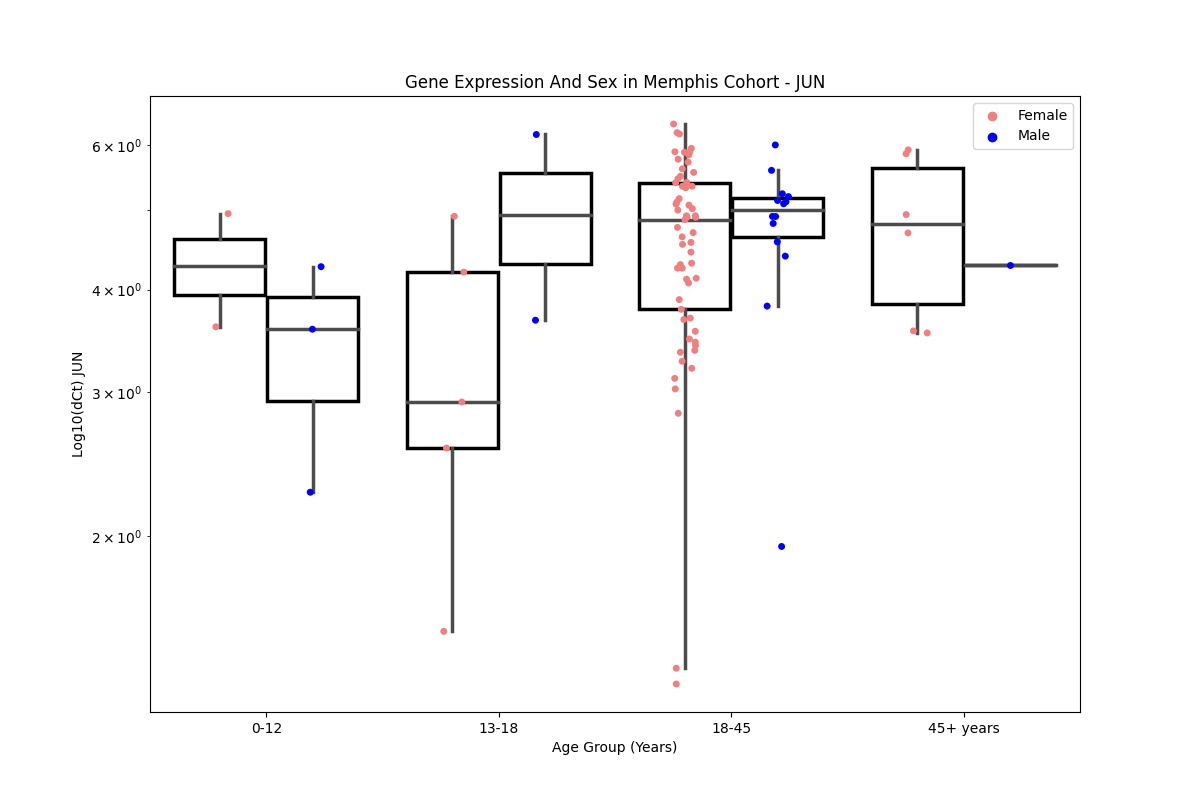 Gene Expression And Sex in Memphis Cohort - JUN
Female
Male
6 × 10⁰
4 × 10⁰
3 × 10⁰
2 × 10⁰
Log10(dCt) JUN
0-12
13-18
18-45
45+ years
Age Group (Years)